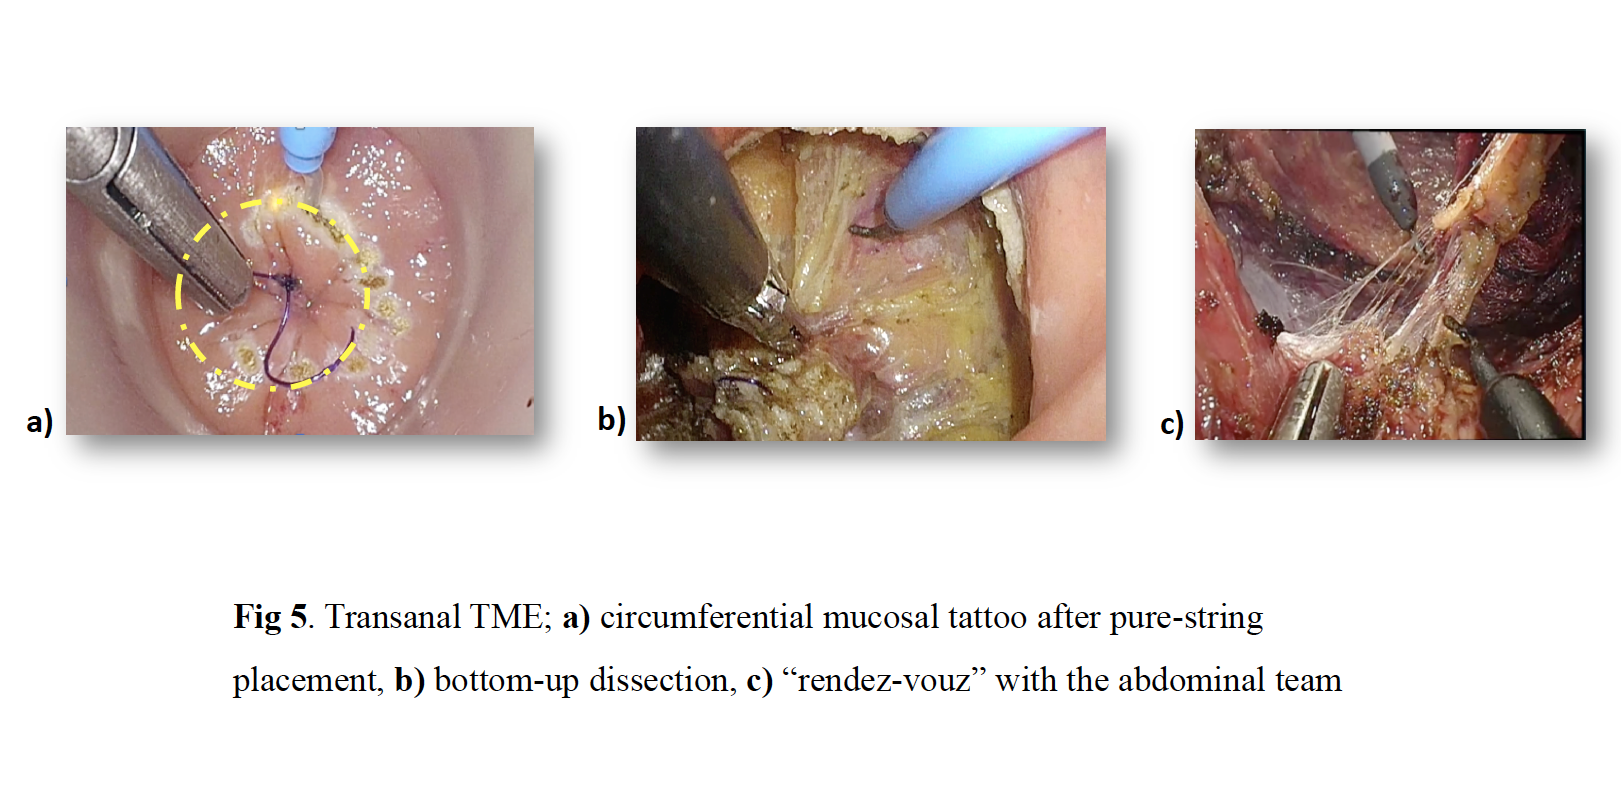 a)
b)
c)
Fig 5. Transanal TME; a) circumferential mucosal tattoo after pure-string
placement, b) bottom-up dissection, c) “rendez-vouz” with the abdominal team